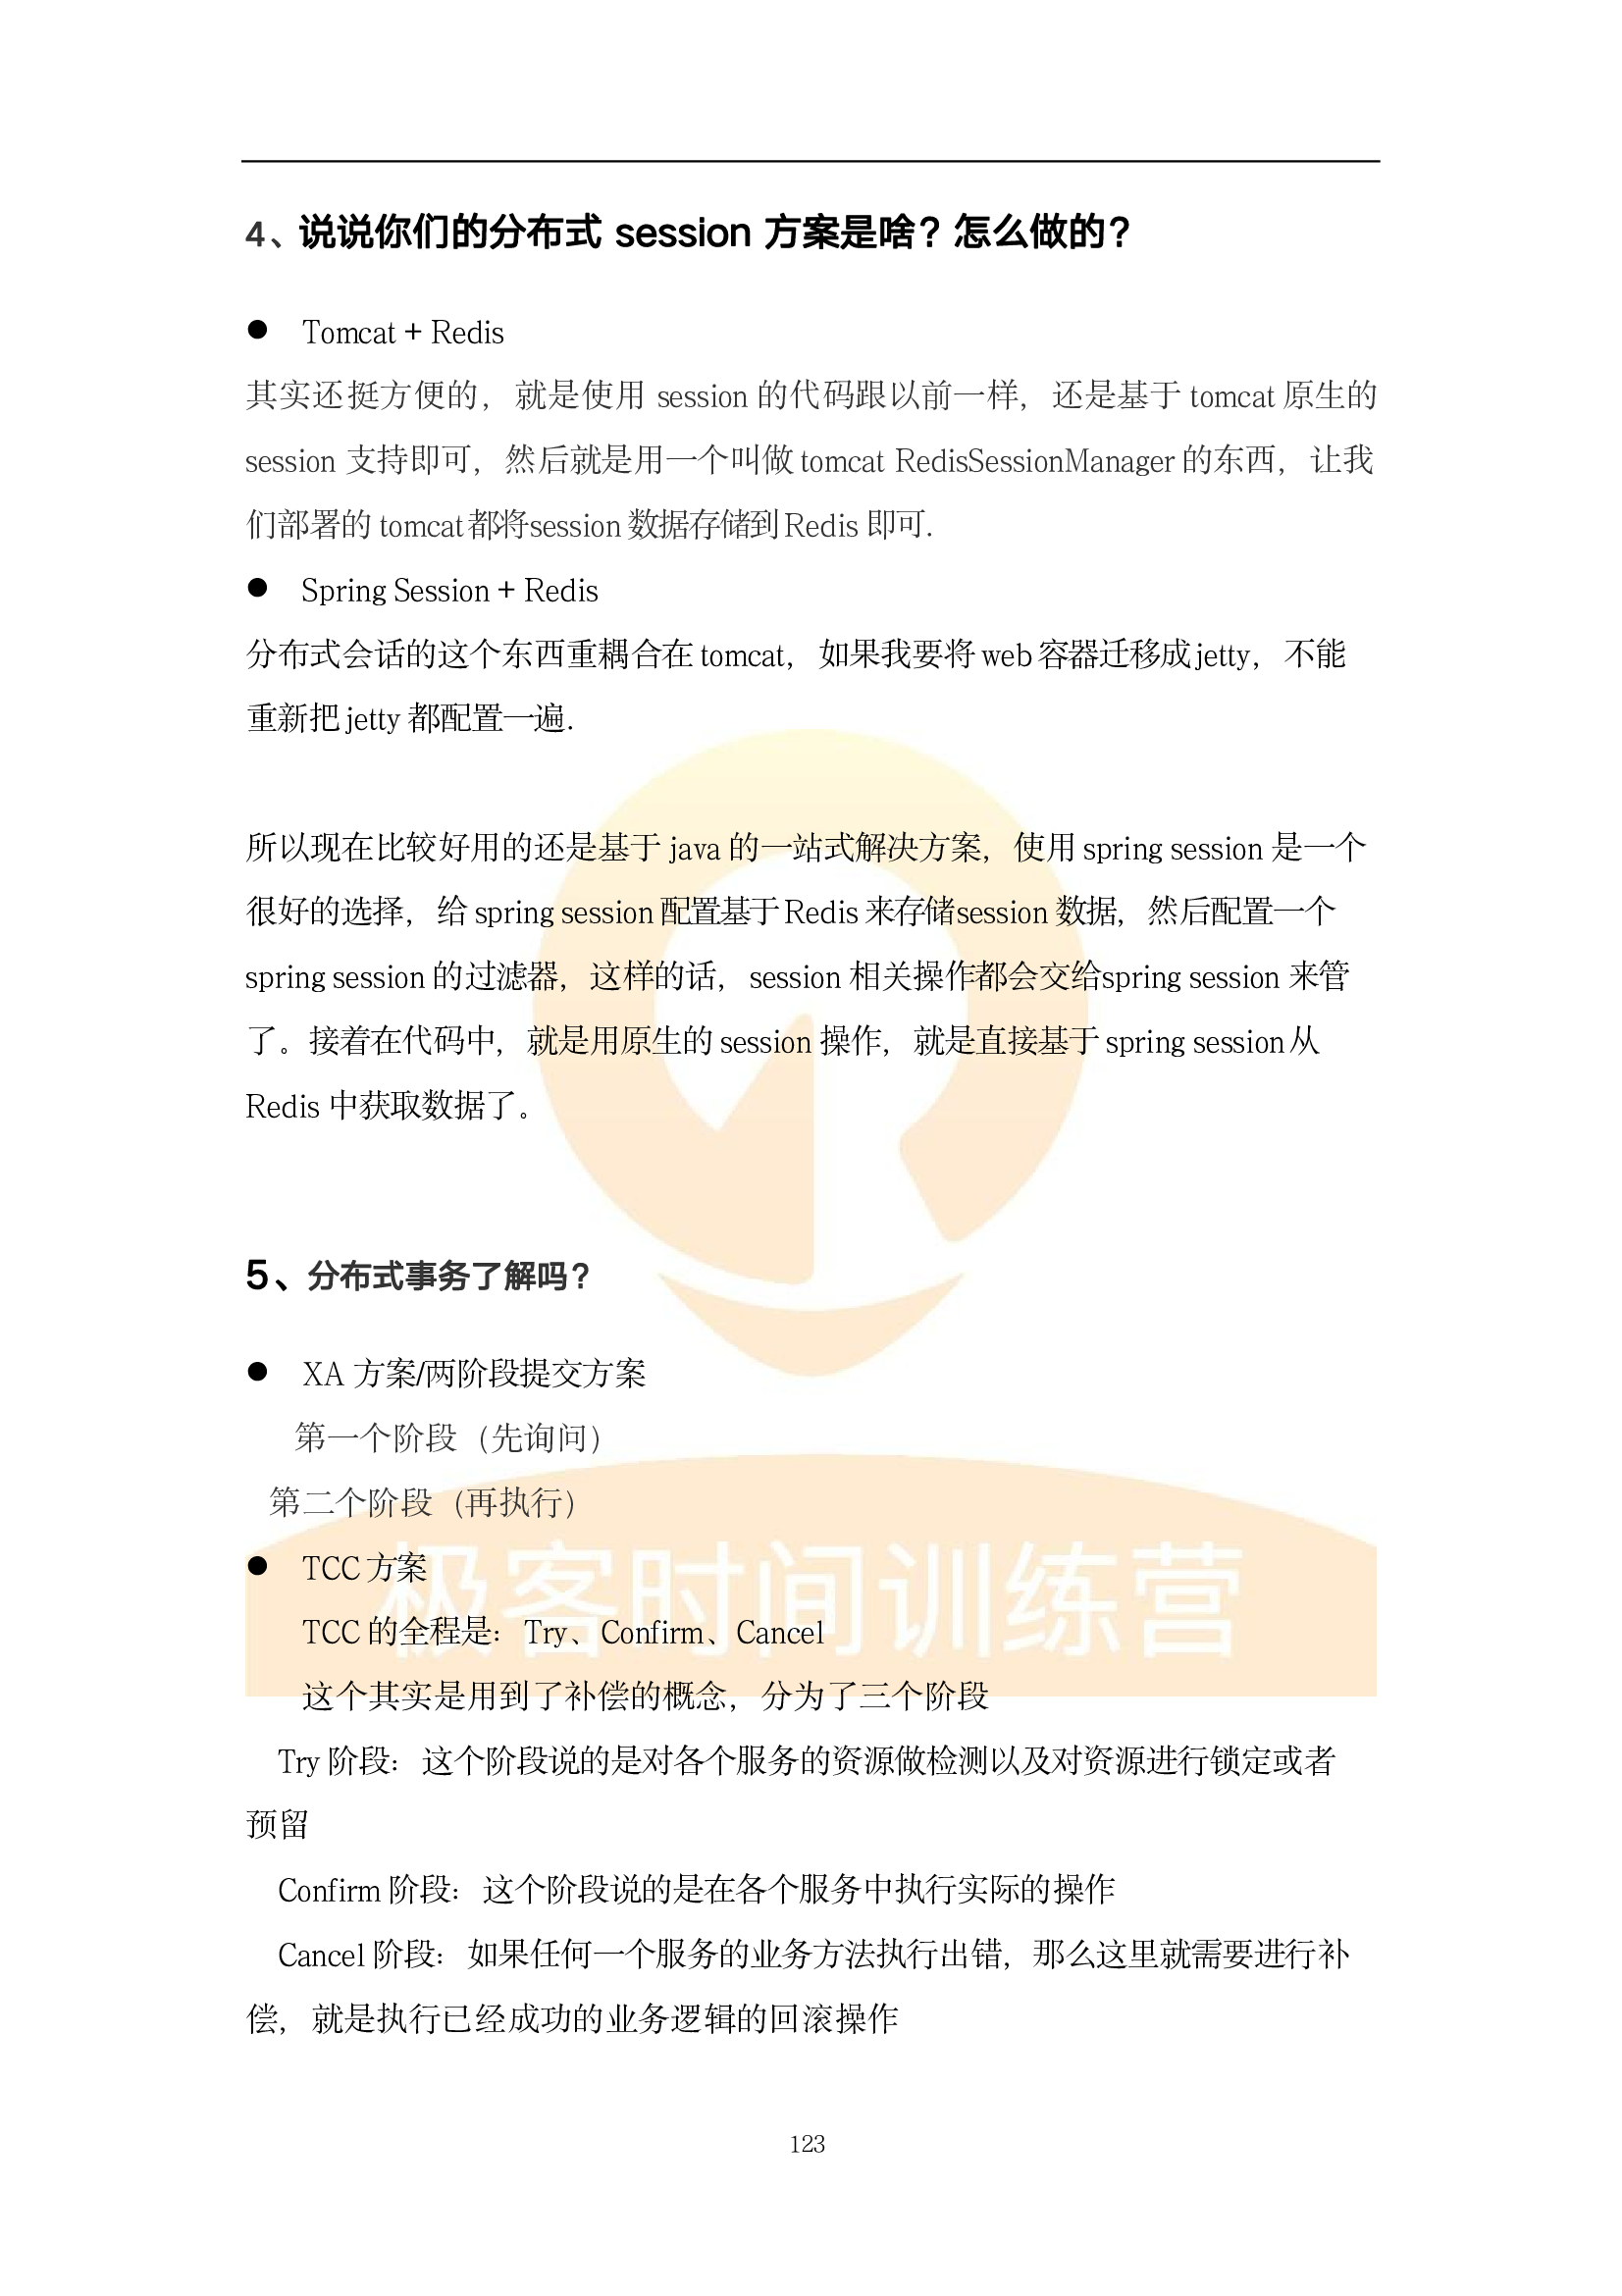 4、说说你们的分布式 session 方案是啥？怎么做的？
● Tomcat + Redis
其实还挺方便的，就是使用 session 的代码跟以前一样，还是基于 tomcat 原生的
session 支持即可，然后就是用一个叫做 tomcat RedisSessionManager 的东西，让我
们部署的 tomcat 都将session 数据存储到 Redis 即可.
● Spring Session + Redis
分布式会话的这个东西重耦合在 tomcat，如果我要将 web 容器迁移成 jetty，不能
重新把 jetty 都配置一遍.
所以现在比较好用的还是基于 java 的一站式解决方案，使用 spring session 是一个
很好的选择，给 spring session 配置基于 Redis 来存储session 数据，然后配置一个
spring session 的过滤器，这样的话，session 相关操作都会交给spring session 来管
了。接着在代码中，就是用原生的 session 操作，就是直接基于 spring session 从
Redis 中获取数据了。
5、分布式事务了解吗？
● XA 方案/两阶段提交方案
第一个阶段（先询问）
第二个阶段（再执行）
● TCC 方案
极客时间训练营
TCC 的全程是：Try、Confirm、Cancel
这个其实是用到了补偿的概念，分为了三个阶段
Try 阶段：这个阶段说的是对各个服务的资源做检测以及对资源进行锁定或者
预留
Confirm 阶段：这个阶段说的是在各个服务中执行实际的操作
Cancel 阶段：如果任何一个服务的业务方法执行出错，那么这里就需要进行补
偿，就是执行已经成功的业务逻辑的回滚操作
123